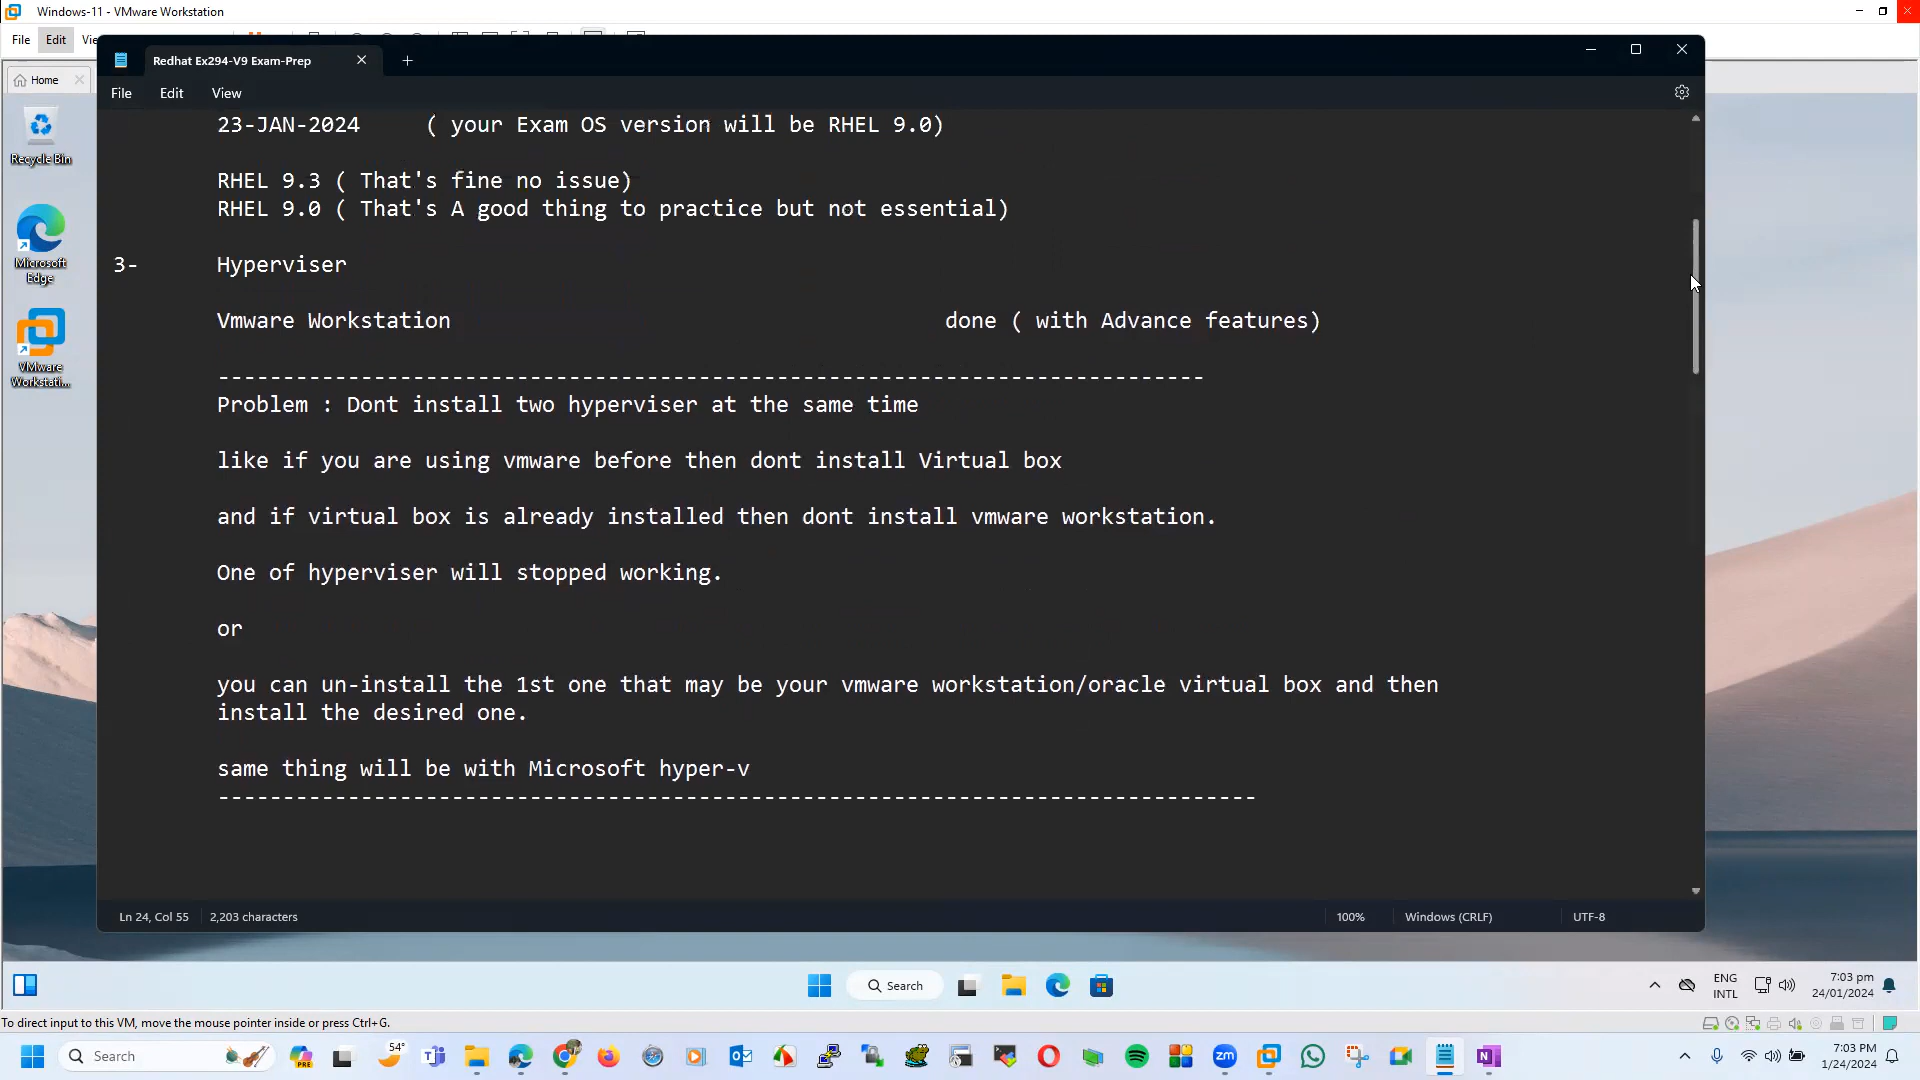 Windows-11 - VMware Workstation
File Edit Vie
Home
Redhat Ex294-V9 Exam-Prep
File Edit View
23-JAN-2024 ( your Exam OS version will be RHEL 9.0)
RHEL 9.3 ( That's fine no issue)
RHEL 9.0 ( That's A good thing to practice but not essential)
3- Hyperviser
Vmware Workstation done ( with Advance features)
----------------------------------------------------------------------------
Problem : Dont install two hyperviser at the same time
like if you are using vmware before then dont install Virtual box
and if virtual box is already installed then dont install vmware workstation.
One of hyperviser will stopped working.
or
you can un-install the 1st one that may be your vmware workstation/oracle virtual box and then
install the desired one.
same thing will be with Microsoft hyper-v
--------------------------------------------------------------------------------
Ln 24, Col 55 2,203 characters 100% Windows (CRLF) UTF-8
Recycle Bin
Microsoft
Edge
VMware
Workstati...
Search
ENG
INTL
7:03 pm
24/01/2024
To direct input to this VM, move the mouse pointer inside or press Ctrl+G.
Search
54°
PRE
zm
7:03 PM
1/24/2024